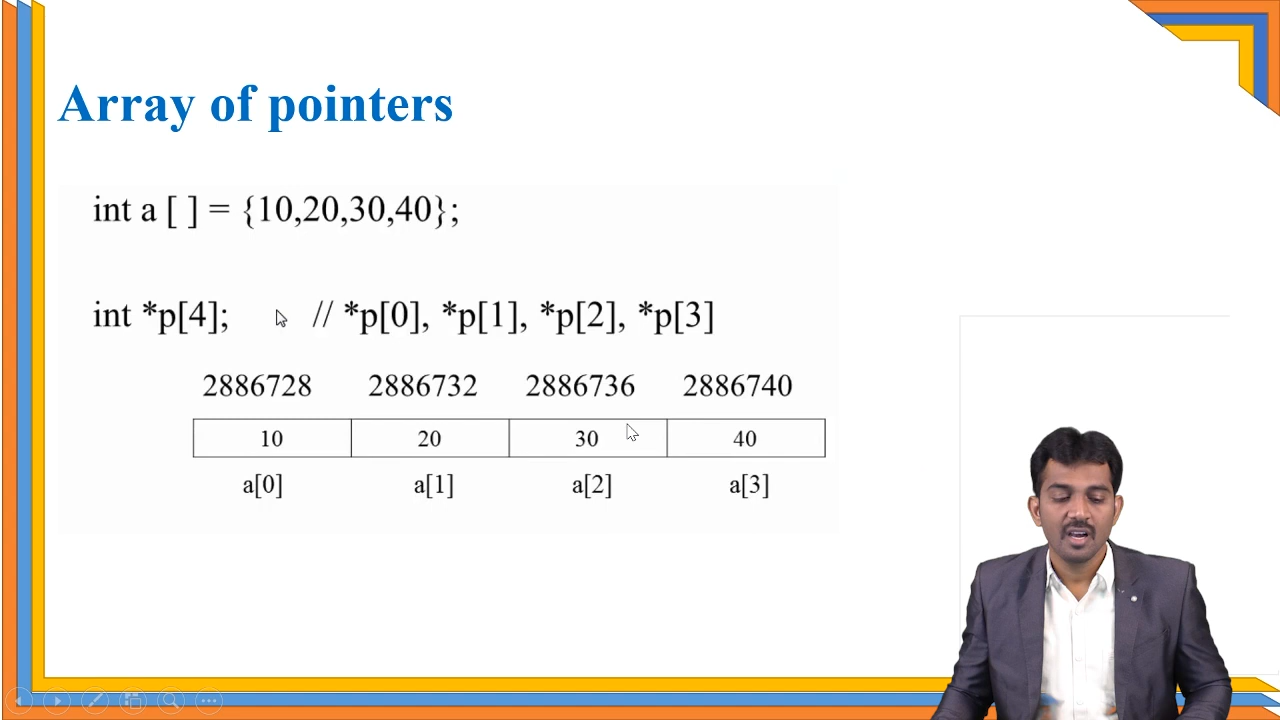 Array of pointers
int a [ ] = {10,20,30,40};
int *p[4]; // *p[0], *p[1], *p[2], *p[3]
2886728 2886732 2886736 2886740
10 20 30 40
a[0] a[1] a[2] a[3]